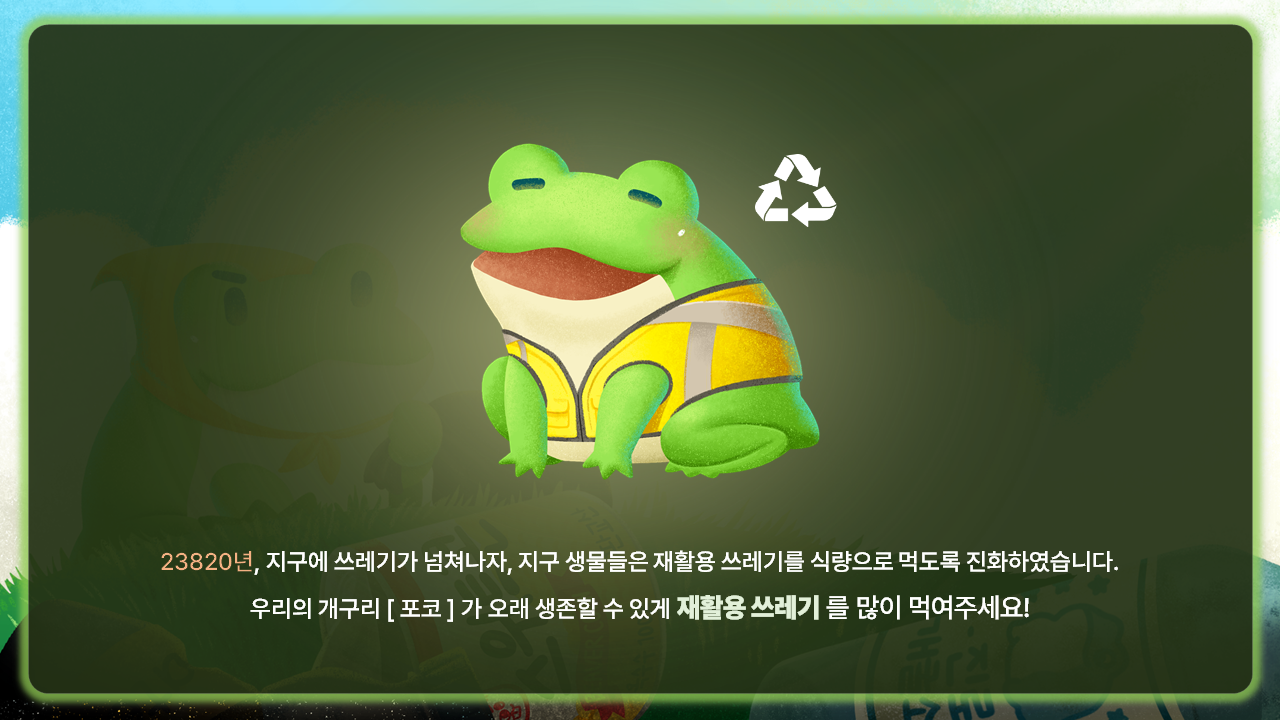 23820년, 지구에 쓰레기가 넘쳐나자, 지구 생물들은 재활용 쓰레기를 식량으로 먹도록 진화하였습니다.
우리의 개구리 [ 포코 ] 가 오래 생존할 수 있게 재활용 쓰레기 를 많이 먹여주세요!